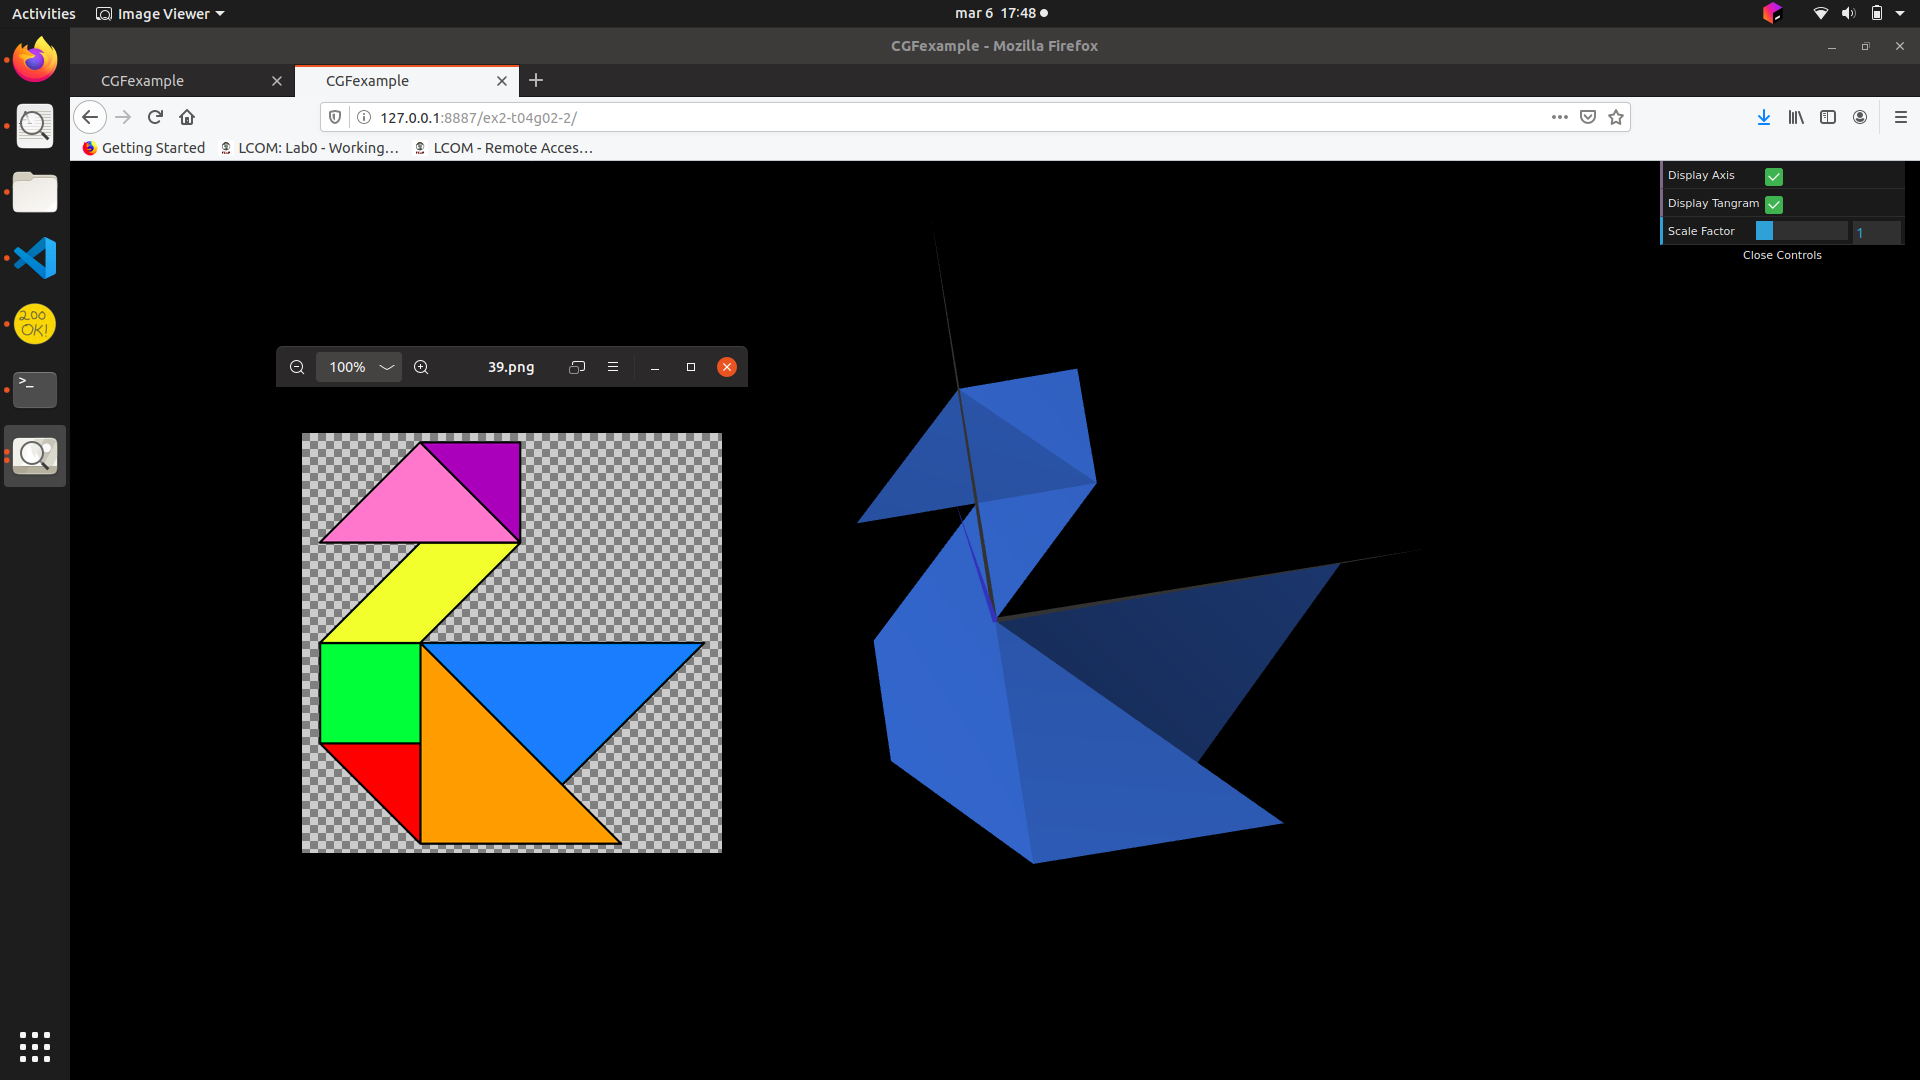 Activities
Image Viewer
mar 6 17:48
CGFexample - Mozilla Firefox
CGFexample
CGFexample
127.0.0.1:8887/ex2-t04g02-2/
Getting Started
LCOM: Lab0 - Working...
LCOM - Remote Acces...
Display Axis
Display Tangram
Scale Factor
1
Close Controls
200
OK!
100%
39.png
>_